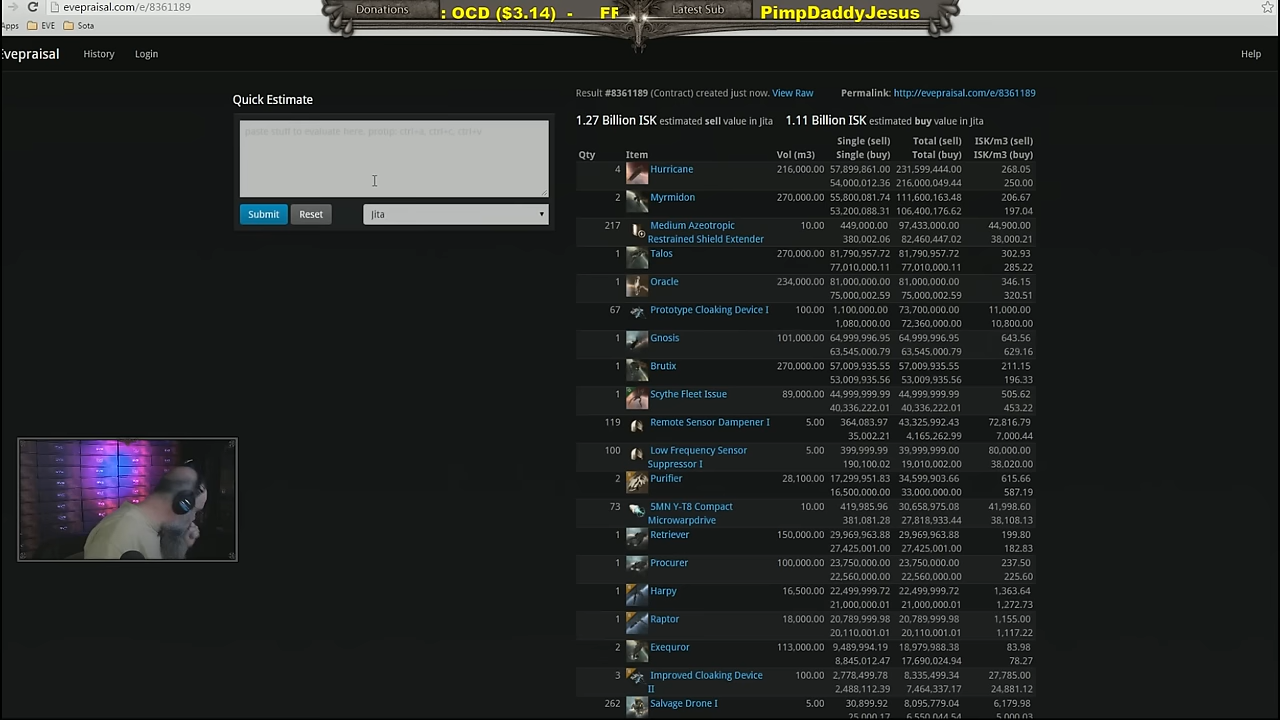 evepraisal.com/e/8361189
Donations
: OCD ($3.14) -
Latest Sub
PimpDaddyJesus
Apps EVE Sota
Evepraisal History Login Help
Quick Estimate
paste stuff to evaluate here, protip: ctrl+a, ctrl+c, ctrl+v
Submit Reset Jita
Result #8361189 (Contract) created just now. View Raw Permalink: http://evepraisal.com/e/8361189
1.27 Billion ISK estimated sell value in Jita 1.11 Billion ISK estimated buy value in Jita
Single (sell) Total (sell) ISK/m3 (sell)
Qty Item Vol (m3) Single (buy) Total (buy) ISK/m3 (buy)
4 Hurricane 216,000.00 57,899,861.00 231,599,444.00 268.05
54,000,012.36 216,000,049.44 250.00
2 Myrmidon 270,000.00 55,800,081.74 111,600,163.48 206.67
53,200,088.31 106,400,176.62 197.04
217 Medium Azeotropic 10.00 449,000.00 97,433,000.00 44,900.00
Restrained Shield Extender 380,002.06 82,460,447.02 38,000.21
1 Talos 270,000.00 81,790,957.72 81,790,957.72 302.93
77,010,000.11 77,010,000.11 285.22
1 Oracle 234,000.00 81,000,000.00 81,000,000.00 346.15
75,000,002.59 75,000,002.59 320.51
67 Prototype Cloaking Device I 100.00 1,100,000.00 73,700,000.00 11,000.00
1,080,000.00 72,360,000.00 10,800.00
1 Gnosis 101,000.00 64,999,996.95 64,999,996.95 643.56
63,545,000.79 63,545,000.79 629.16
1 Brutix 270,000.00 57,009,935.55 57,009,935.55 211.15
53,009,935.56 53,009,935.56 196.33
1 Scythe Fleet Issue 89,000.00 44,999,999.99 44,999,999.99 505.62
40,336,222.01 40,336,222.01 453.22
119 Remote Sensor Dampener I 5.00 364,083.97 43,325,992.43 72,816.79
35,002.21 4,165,262.99 7,000.44
100 Low Frequency Sensor 5.00 399,999.99 39,999,999.00 80,000.00
Suppressor I 190,100.02 19,010,002.00 38,020.00
2 Purifier 28,100.00 17,299,951.83 34,599,903.66 615.66
16,500,000.00 33,000,000.00 587.19
73 5MN Y-T8 Compact 10.00 419,985.96 30,658,975.08 41,998.60
Microwarpdrive 381,081.28 27,818,933.44 38,108.13
1 Retriever 150,000.00 29,969,963.88 29,969,963.88 199.80
27,425,001.00 27,425,001.00 182.83
1 Procurer 100,000.00 23,750,000.00 23,750,000.00 237.50
22,560,000.00 22,560,000.00 225.60
1 Harpy 16,500.00 22,499,999.72 22,499,999.72 1,363.64
21,000,000.01 21,000,000.01 1,272.73
1 Raptor 18,000.00 20,789,999.98 20,789,999.98 1,155.00
20,110,001.01 20,110,001.01 1,117.22
2 Exequror 113,000.00 9,489,994.19 18,979,988.38 83.98
8,845,012.47 17,690,024.94 78.27
3 Improved Cloaking Device 100.00 2,778,499.78 8,335,499.34 27,785.00
II 2,488,112.39 7,464,337.17 24,881.12
262 Salvage Drone I 5.00 30,899.92 8,095,779.04 6,179.98
25,000.17 6,550,044.54 5,000.03